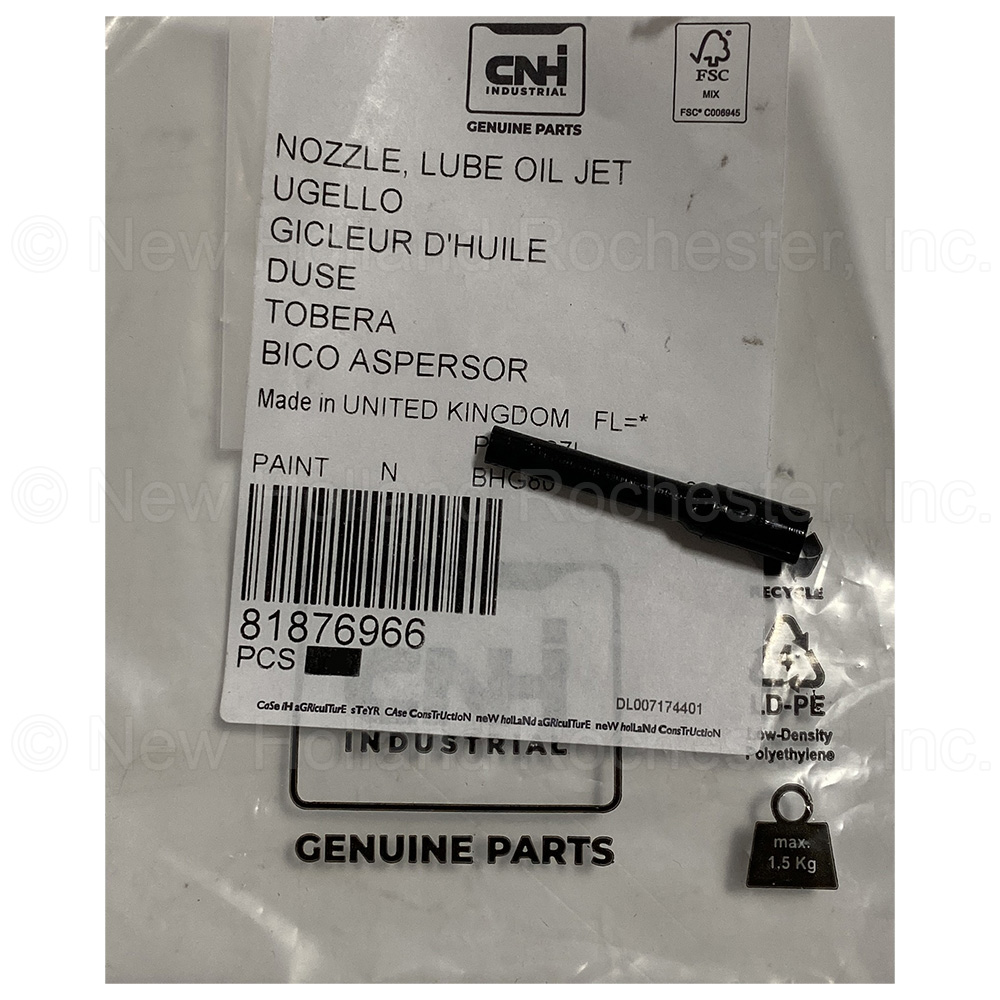 CNH
INDUSTRIAL
GENUINE PARTS
FSC
MIX
FSC® C006945
NOZZLE, LUBE OIL JET
UGELLO
GICLEUR D'HUILE
DUSE
TOBERA
BICO ASPERSOR
Made in UNITED KINGDOM FL=*
PAINT N BHG80
81876966
PCS
DL007174401
CaSe IH aGRIculTurE sTeYR CAse ConsTrUctioN neW holLaNd aGRIculTurE neW holLaNd ConsTrUctioN
© New Holland Rochester, Inc.
© New Holland Rochester, Inc.
© New Holland Rochester, Inc.
RECYCLE
LD-PE
Low-Density
Polyethylene
CNH
INDUSTRIAL
GENUINE PARTS
max.
1.5 Kg